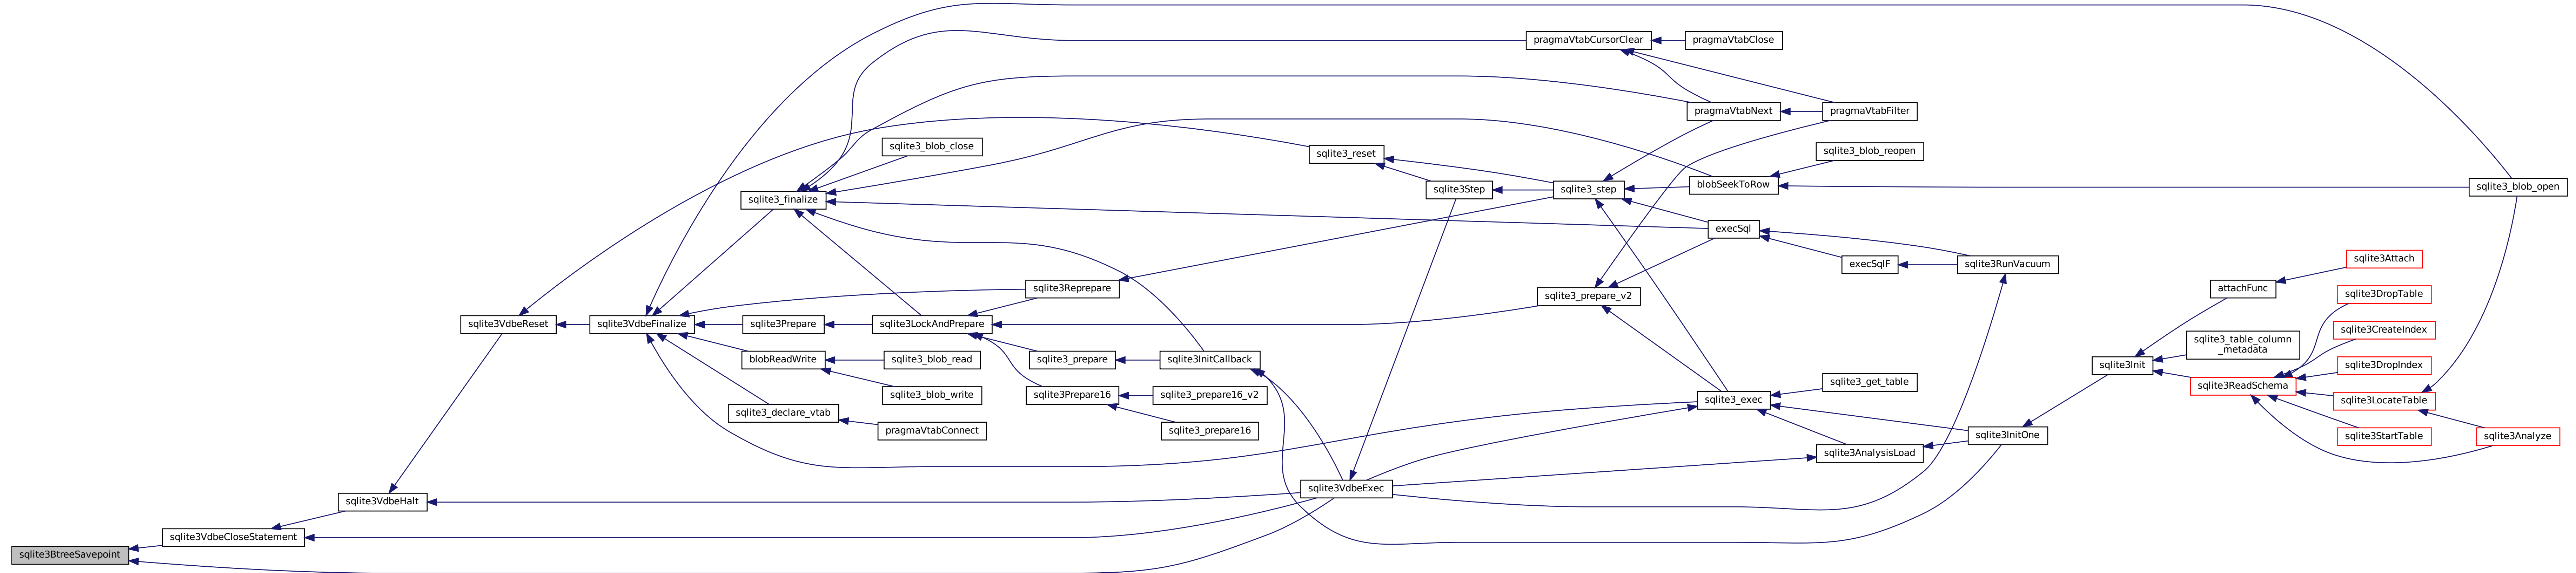 pragmaVtabCursorClear
pragmaVtabClose
pragmaVtabNext
pragmaVtabFilter
sqlite3_blob_close
sqlite3_reset
sqlite3_blob_reopen
sqlite3_finalize
sqlite3Step
sqlite3_step
blobSeekToRow
sqlite3_blob_open
execSql
execSqlF
sqlite3RunVacuum
sqlite3Attach
sqlite3Reprepare
sqlite3_prepare_v2
attachFunc
sqlite3DropTable
sqlite3VdbeReset
sqlite3VdbeFinalize
sqlite3Prepare
sqlite3LockAndPrepare
sqlite3CreateIndex
sqlite3_table_column
_metadata
blobReadWrite
sqlite3_blob_read
sqlite3_prepare
sqlite3InitCallback
sqlite3Init
sqlite3DropIndex
sqlite3_get_table
sqlite3ReadSchema
sqlite3_blob_write
sqlite3Prepare16
sqlite3_prepare16_v2
sqlite3_exec
sqlite3LocateTable
sqlite3_declare_vtab
pragmaVtabConnect
sqlite3_prepare16
sqlite3InitOne
sqlite3StartTable
sqlite3Analyze
sqlite3AnalysisLoad
sqlite3VdbeExec
sqlite3VdbeHalt
sqlite3VdbeCloseStatement
sqlite3BtreeSavepoint